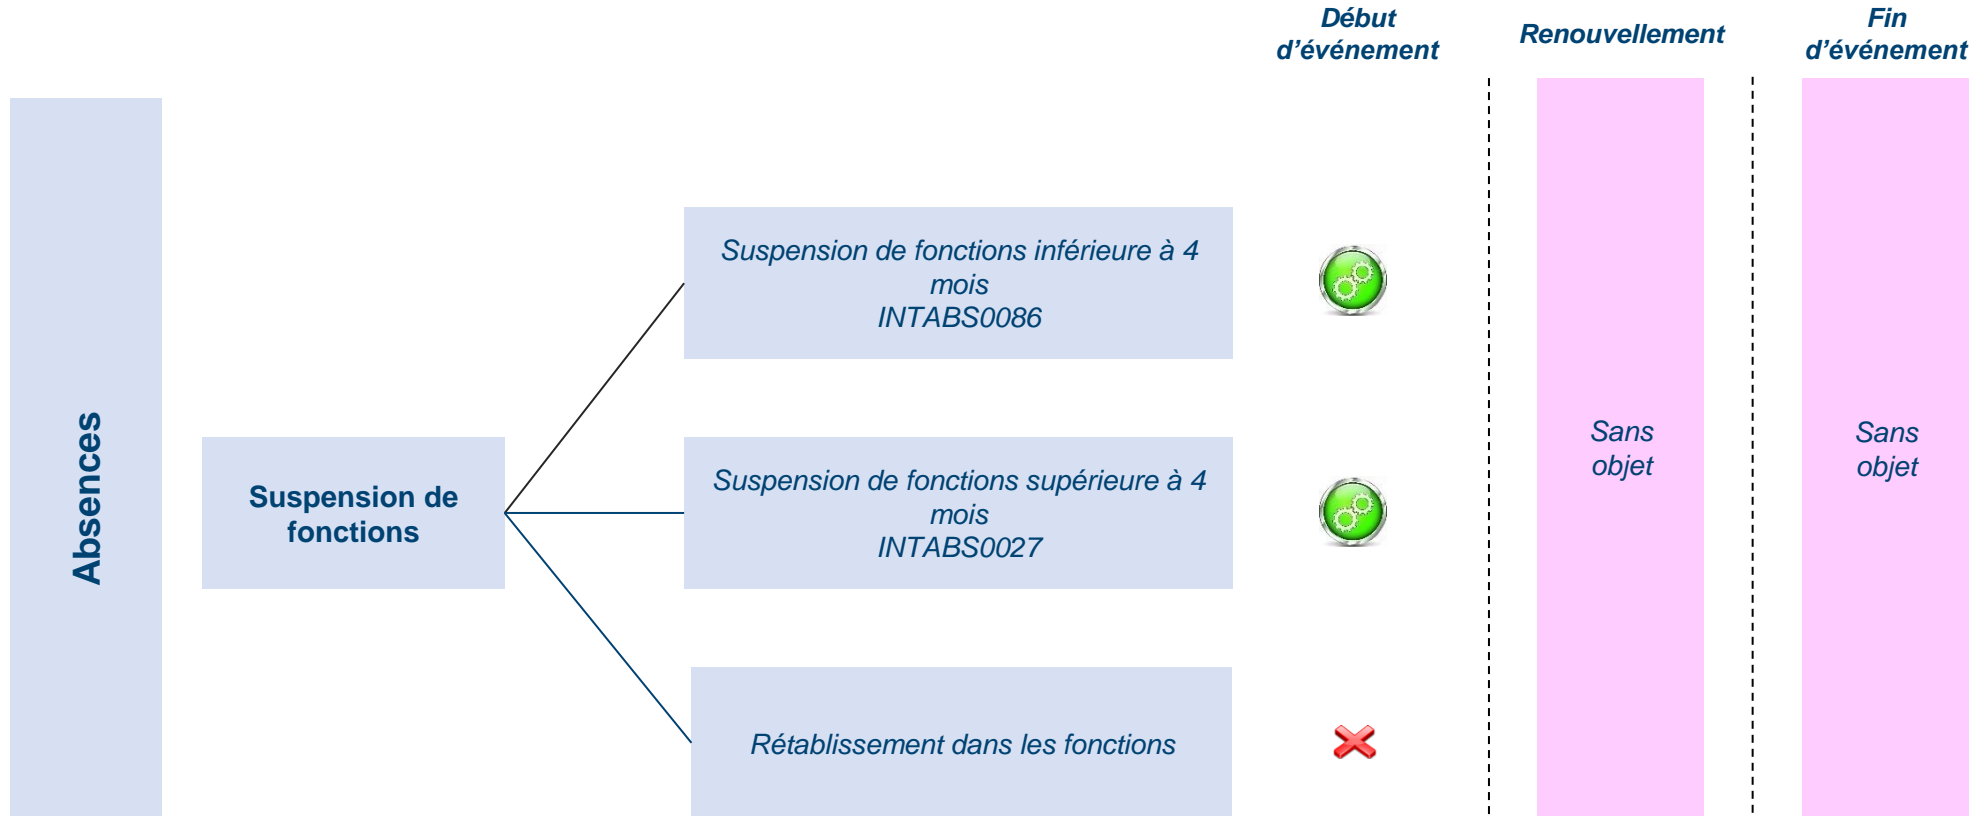 Début
d’événement
Renouvellement
Fin
d’événement
Absences
Suspension de
fonctions
Suspension de fonctions inférieure à 4
mois
INTABS0086
Suspension de fonctions supérieure à 4
mois
INTABS0027
Rétablissement dans les fonctions
Sans
objet
Sans
objet